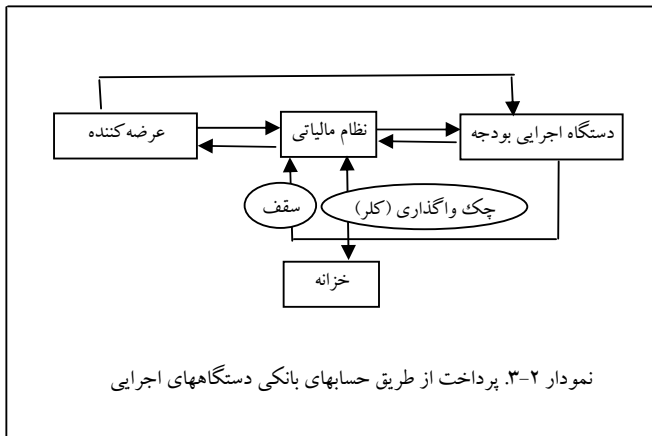 دستگاه اجرایی بودجه
نظام مالیاتی
عرضه کننده
چک واگذاری (کلر)
سقف
خزانه
نمودار ۲-۳. پرداخت از طریق حسابهای بانکی دستگاههای اجرایی